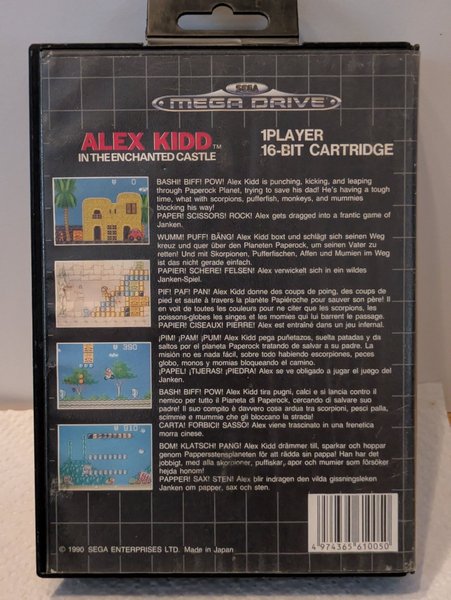 SEGA
MEGA DRIVE
ALEX KIDD™
IN THE ENCHANTED CASTLE
1PLAYER
16-BIT CARTRIDGE
BASH! BIFF! POW! Alex Kidd is punching, kicking, and leaping
through Paperock Planet, trying to save his dad! He's having a tough
time, what with scorpions, pufferfish, monkeys, and mummies
blocking his way!
PAPER! SCISSORS! ROCK! Alex gets dragged into a frantic game of
Janken.
WUMM! PUFF! BÄNG! Alex Kidd boxt und schlägt sich seinen Weg
kreuz und quer über den Planeten Paperock, um seinen Vater zu
retten! Und mit Skorpionen, Pufferfischen, Affen und Mumien im Weg
ist das nicht gerade einfach.
PAPIER! SCHERE! FELSEN! Alex verwickelt sich in ein wildes
Janken-Spiel.
PIF! PAF! PAN! Alex Kidd donne des coups de poing, des coups de
pied et saute à travers la planète Papiéroche pour sauver son père! Il
en voit de toutes les couleurs pour ne citer que les scorpions, les
poissons-globes les singes et les momies qui lui barrent le passage.
PAPIER! CISEAUX! PIERRE! Alex est entraîné dans un jeu infernal.
¡PIM! ¡PAM! ¡PUM! Alex Kidd pega puñetazos, suelta patadas y da
saltos por el planeta Paperock tratando de salvar a su padre. La
misión no es nada fácil, sobre todo habiendo escorpiones, peces
globo, monos y momias bloqueando el camino.
¡PAPEL! ¡TIJERAS! ¡PIEDRA! Alex se vo obligado a jugar el juego del
Janken.
BASH! BIFF! POW! Alex Kidd tira pugni, calci e si lancia contro il
nemico per tutto il Pianeta di Paperock, cercando di salvare suo
padre! Il suo compito è davvero cosa ardua tra scorpioni, pesci palla,
scimmie e mummie che gli bloccano la strada!
CARTA! FORBICI! SASSO! Alex viene trascinato in una frenetica
morra cinese.
BOM! KLATSCH! PANG! Alex Kidd drämmer till, sparkar och hoppar
genom Pappersstensplaneten för att rädda sin pappa! Han har det
jobbigt, med alla skorpioner, puffiskar, apor och mumier som försöker
hejda honom!
PAPPER! SAX! STEN! Alex blir indragen den vilda gissningsleken
Janken om papper, sax och sten.
0
390
810
© 1990 SEGA ENTERPRISES LTD. Made in Japan
4 974365 610050